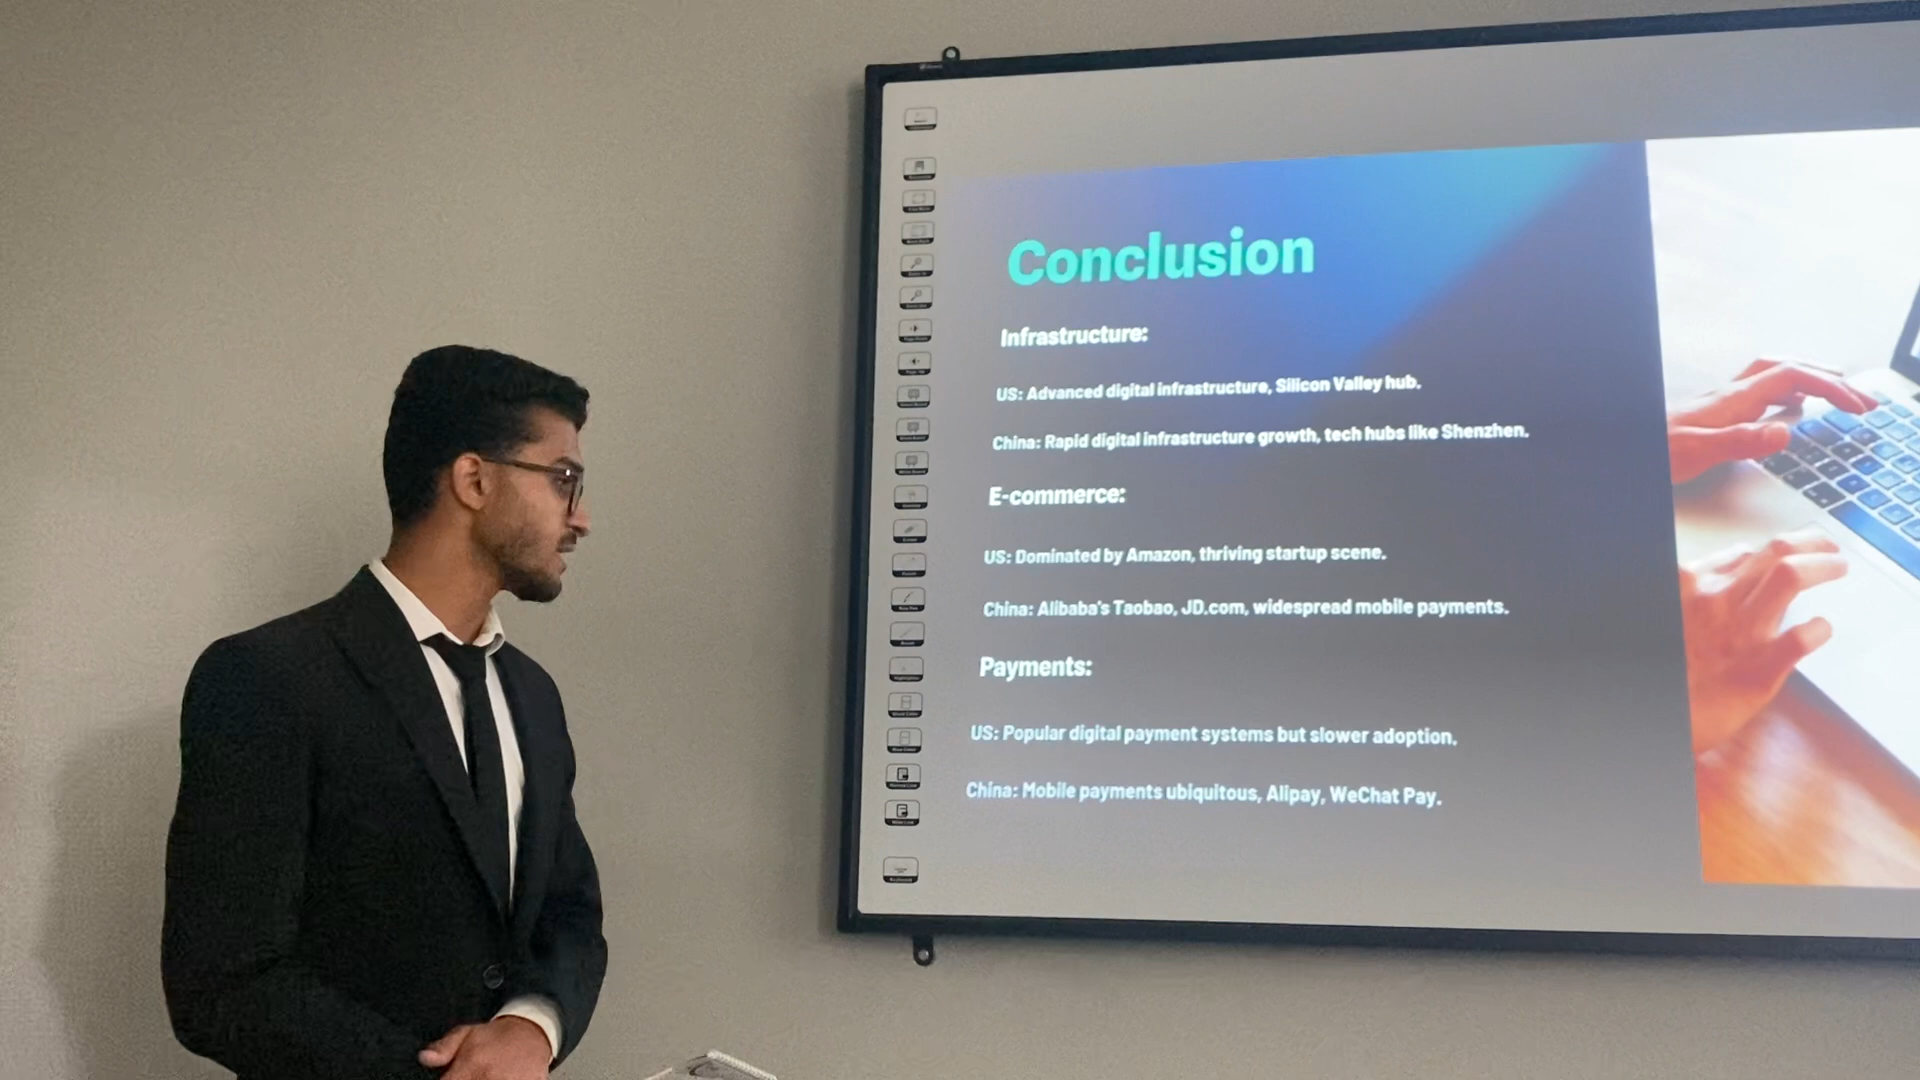 Conclusion
Infrastructure:
US: Advanced digital infrastructure, Silicon Valley hub.
China: Rapid digital infrastructure growth, tech hubs like Shenzhen.
E-commerce:
US: Dominated by Amazon, thriving startup scene.
China: Alibaba's Taobao, JD.com, widespread mobile payments.
Payments:
US: Popular digital payment systems but slower adoption.
China: Mobile payments ubiquitous, Alipay, WeChat Pay.